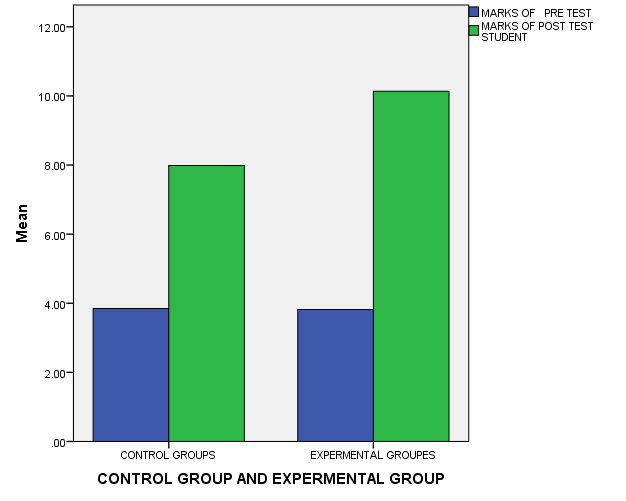 MARKS OF PRE TEST
MARKS OF POST TEST
STUDENT
12.00
10.00
8.00
6.00
4.00
2.00
.00
Mean
CONTROL GROUPS
EXPERMENTAL GROUPES
CONTROL GROUP AND EXPERMENTAL GROUP